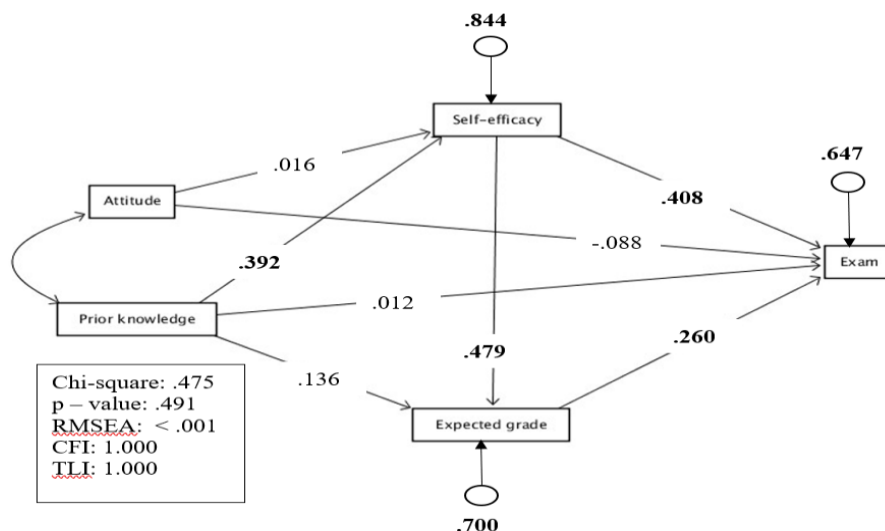 .844
Self-efficacy
.647
.016
Attitude
.408
-.088
Exam
.392
.012
Prior knowledge
.260
.479
.136
Chi-square: .475
p – value: .491
RMSEA: < .001
CFI: 1.000
TLI: 1.000
Expected grade
.700